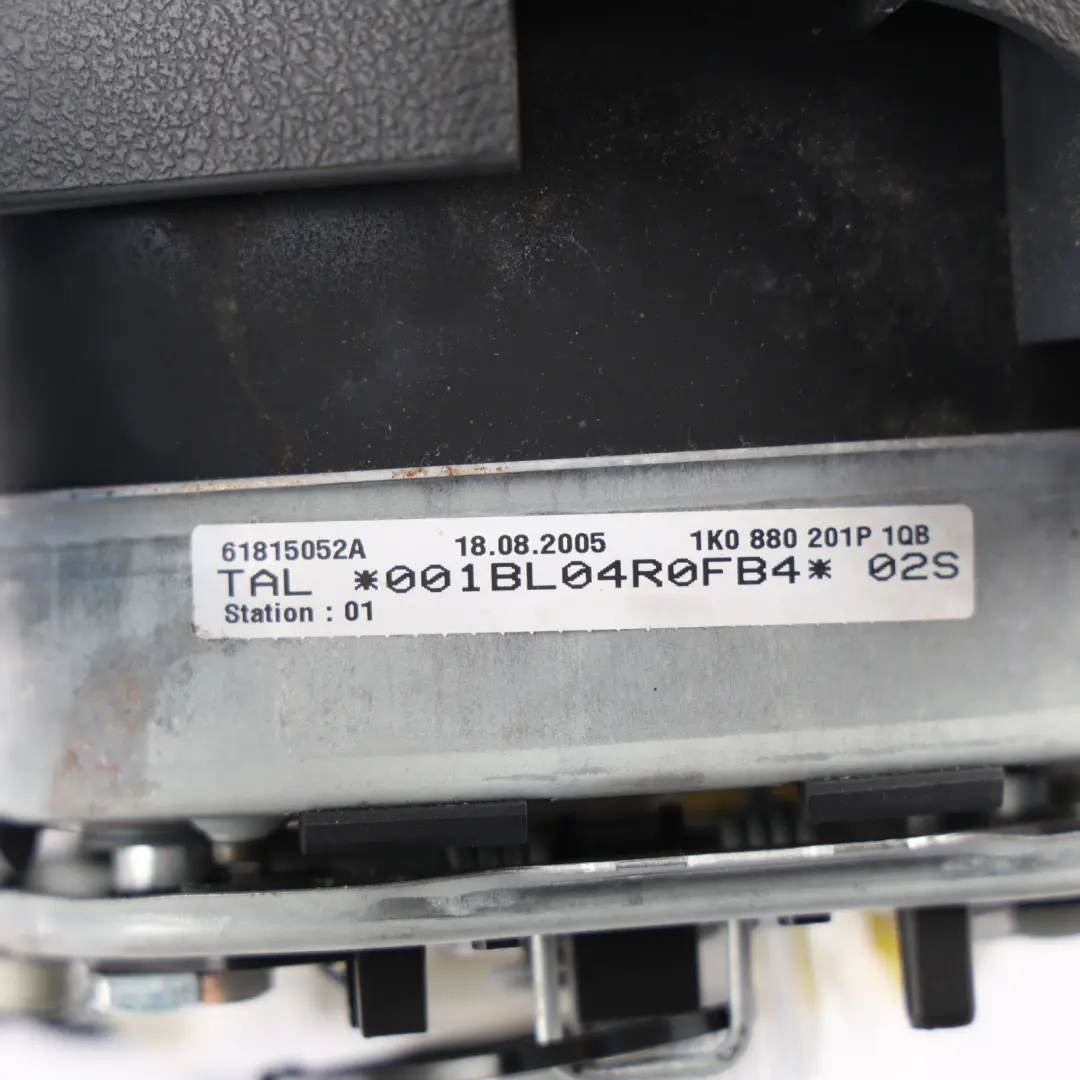 61815052A 18.08.2005 1K0 880 201P 1QB
TAL *001BL04R0FB4* 02S
Station : 01